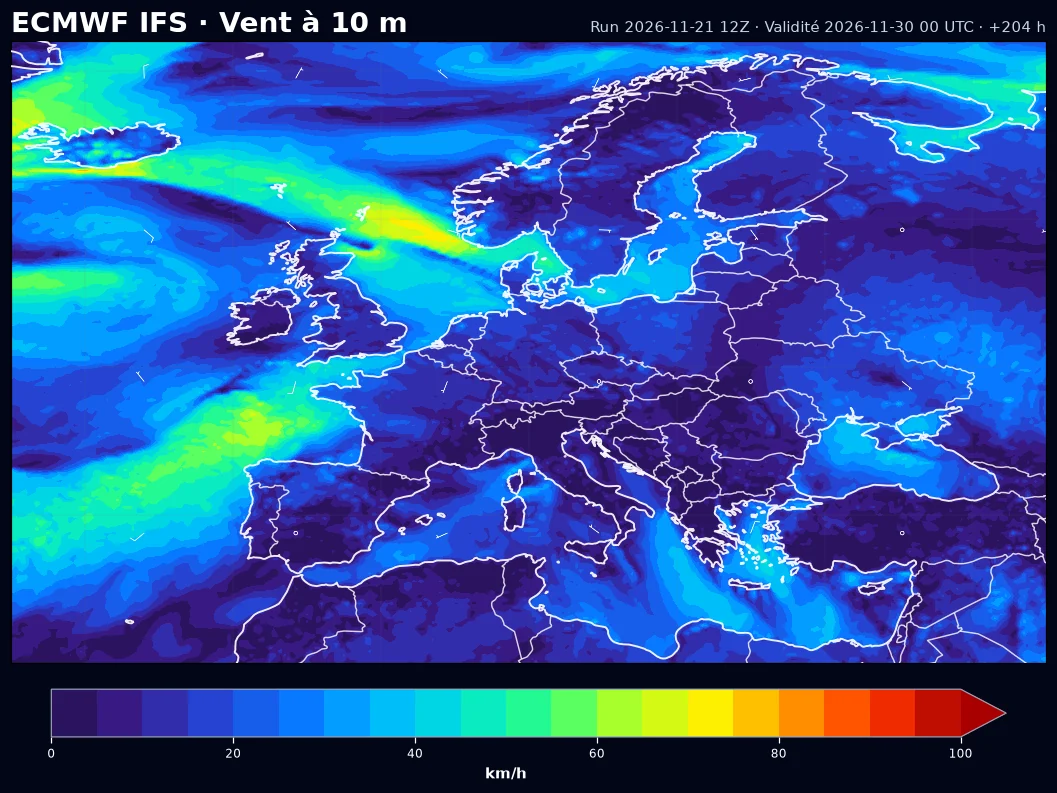 ECMWF IFS · Vent à 10 m
Run 2026-11-21 12Z · Validité 2026-11-30 00 UTC · +204 h
0 20 40 60 80 100
km/h